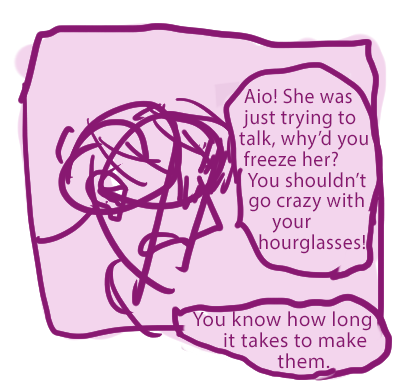 Aio! She was
just trying to
talk, why'd you
freeze her?
You shouldn't
go crazy with
your
hourglasses!
You know how long
it takes to make
them.